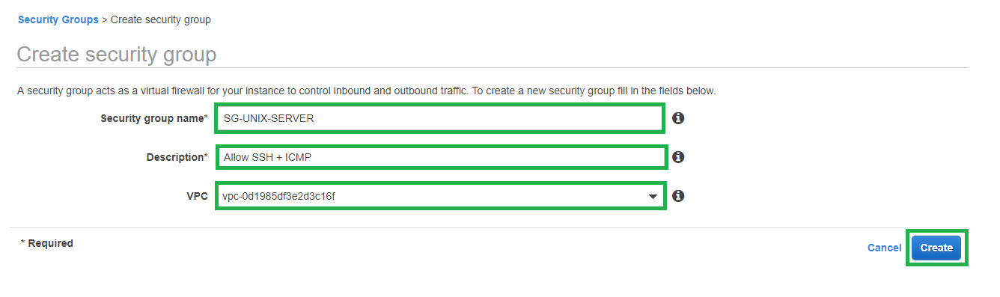 Security Groups > Create security group
Create security group
A security group acts as a virtual firewall for your instance to control inbound and outbound traffic. To create a new security group fill in the fields below.
Security group name* SG-UNIX-SERVER
Description* Allow SSH + ICMP
VPC vpc-0d1985df3e2d3c16f
* Required
Cancel Create